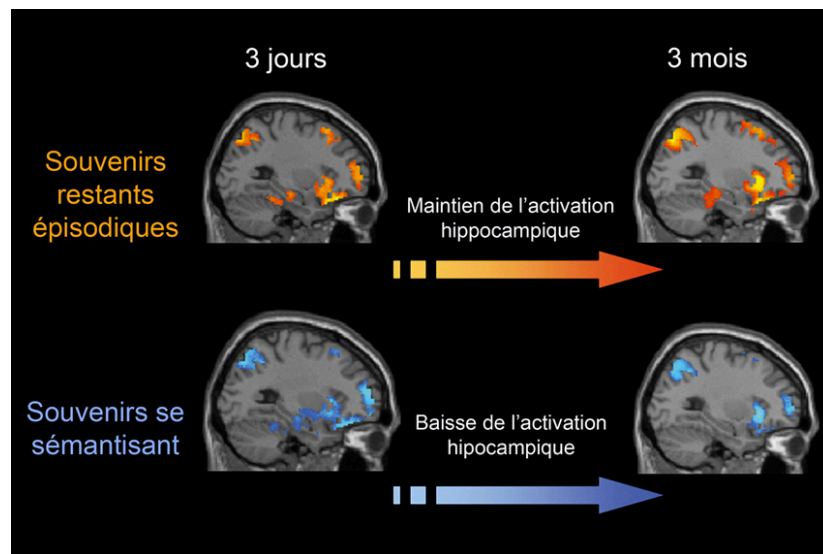 3 jours
3 mois
Souvenirs
restants
épisodiques
Maintien de l'activation
hippocampique
Souvenirs se
sémantisant
Baisse de l'activation
hipocampique